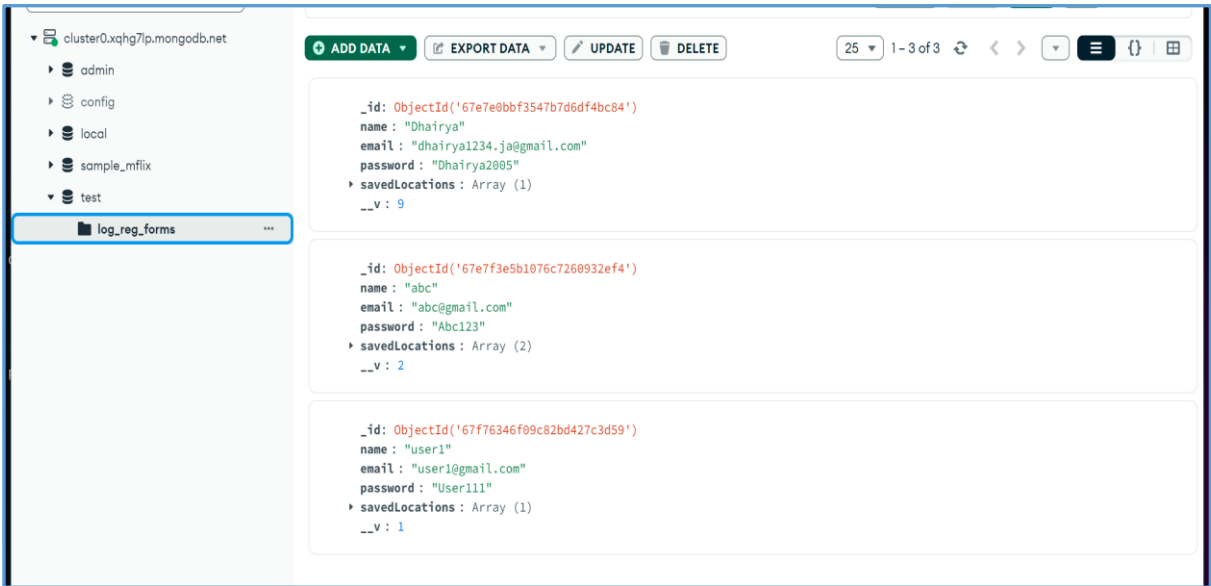 cluster0.xqhg7lp.mongodb.net
admin
config
local
sample_mflix
test
log_reg_forms
ADD DATA EXPORT DATA UPDATE DELETE 25 1 – 3 of 3 {}
_id: ObjectId('67e7e0bbf3547b7d6df4bc84')
name : "Dhairya"
email : "dhairya1234.ja@gmail.com"
password : "Dhairya2005"
savedLocations : Array (1)
__v : 9
_id: ObjectId('67e7f3e5b1076c7260932ef4')
name : "abc"
email : "abc@gmail.com"
password : "Abc123"
savedLocations : Array (2)
__v : 2
_id: ObjectId('67f76346f09c82bd427c3d59')
name : "user1"
email : "user1@gmail.com"
password : "User111"
savedLocations : Array (1)
__v : 1